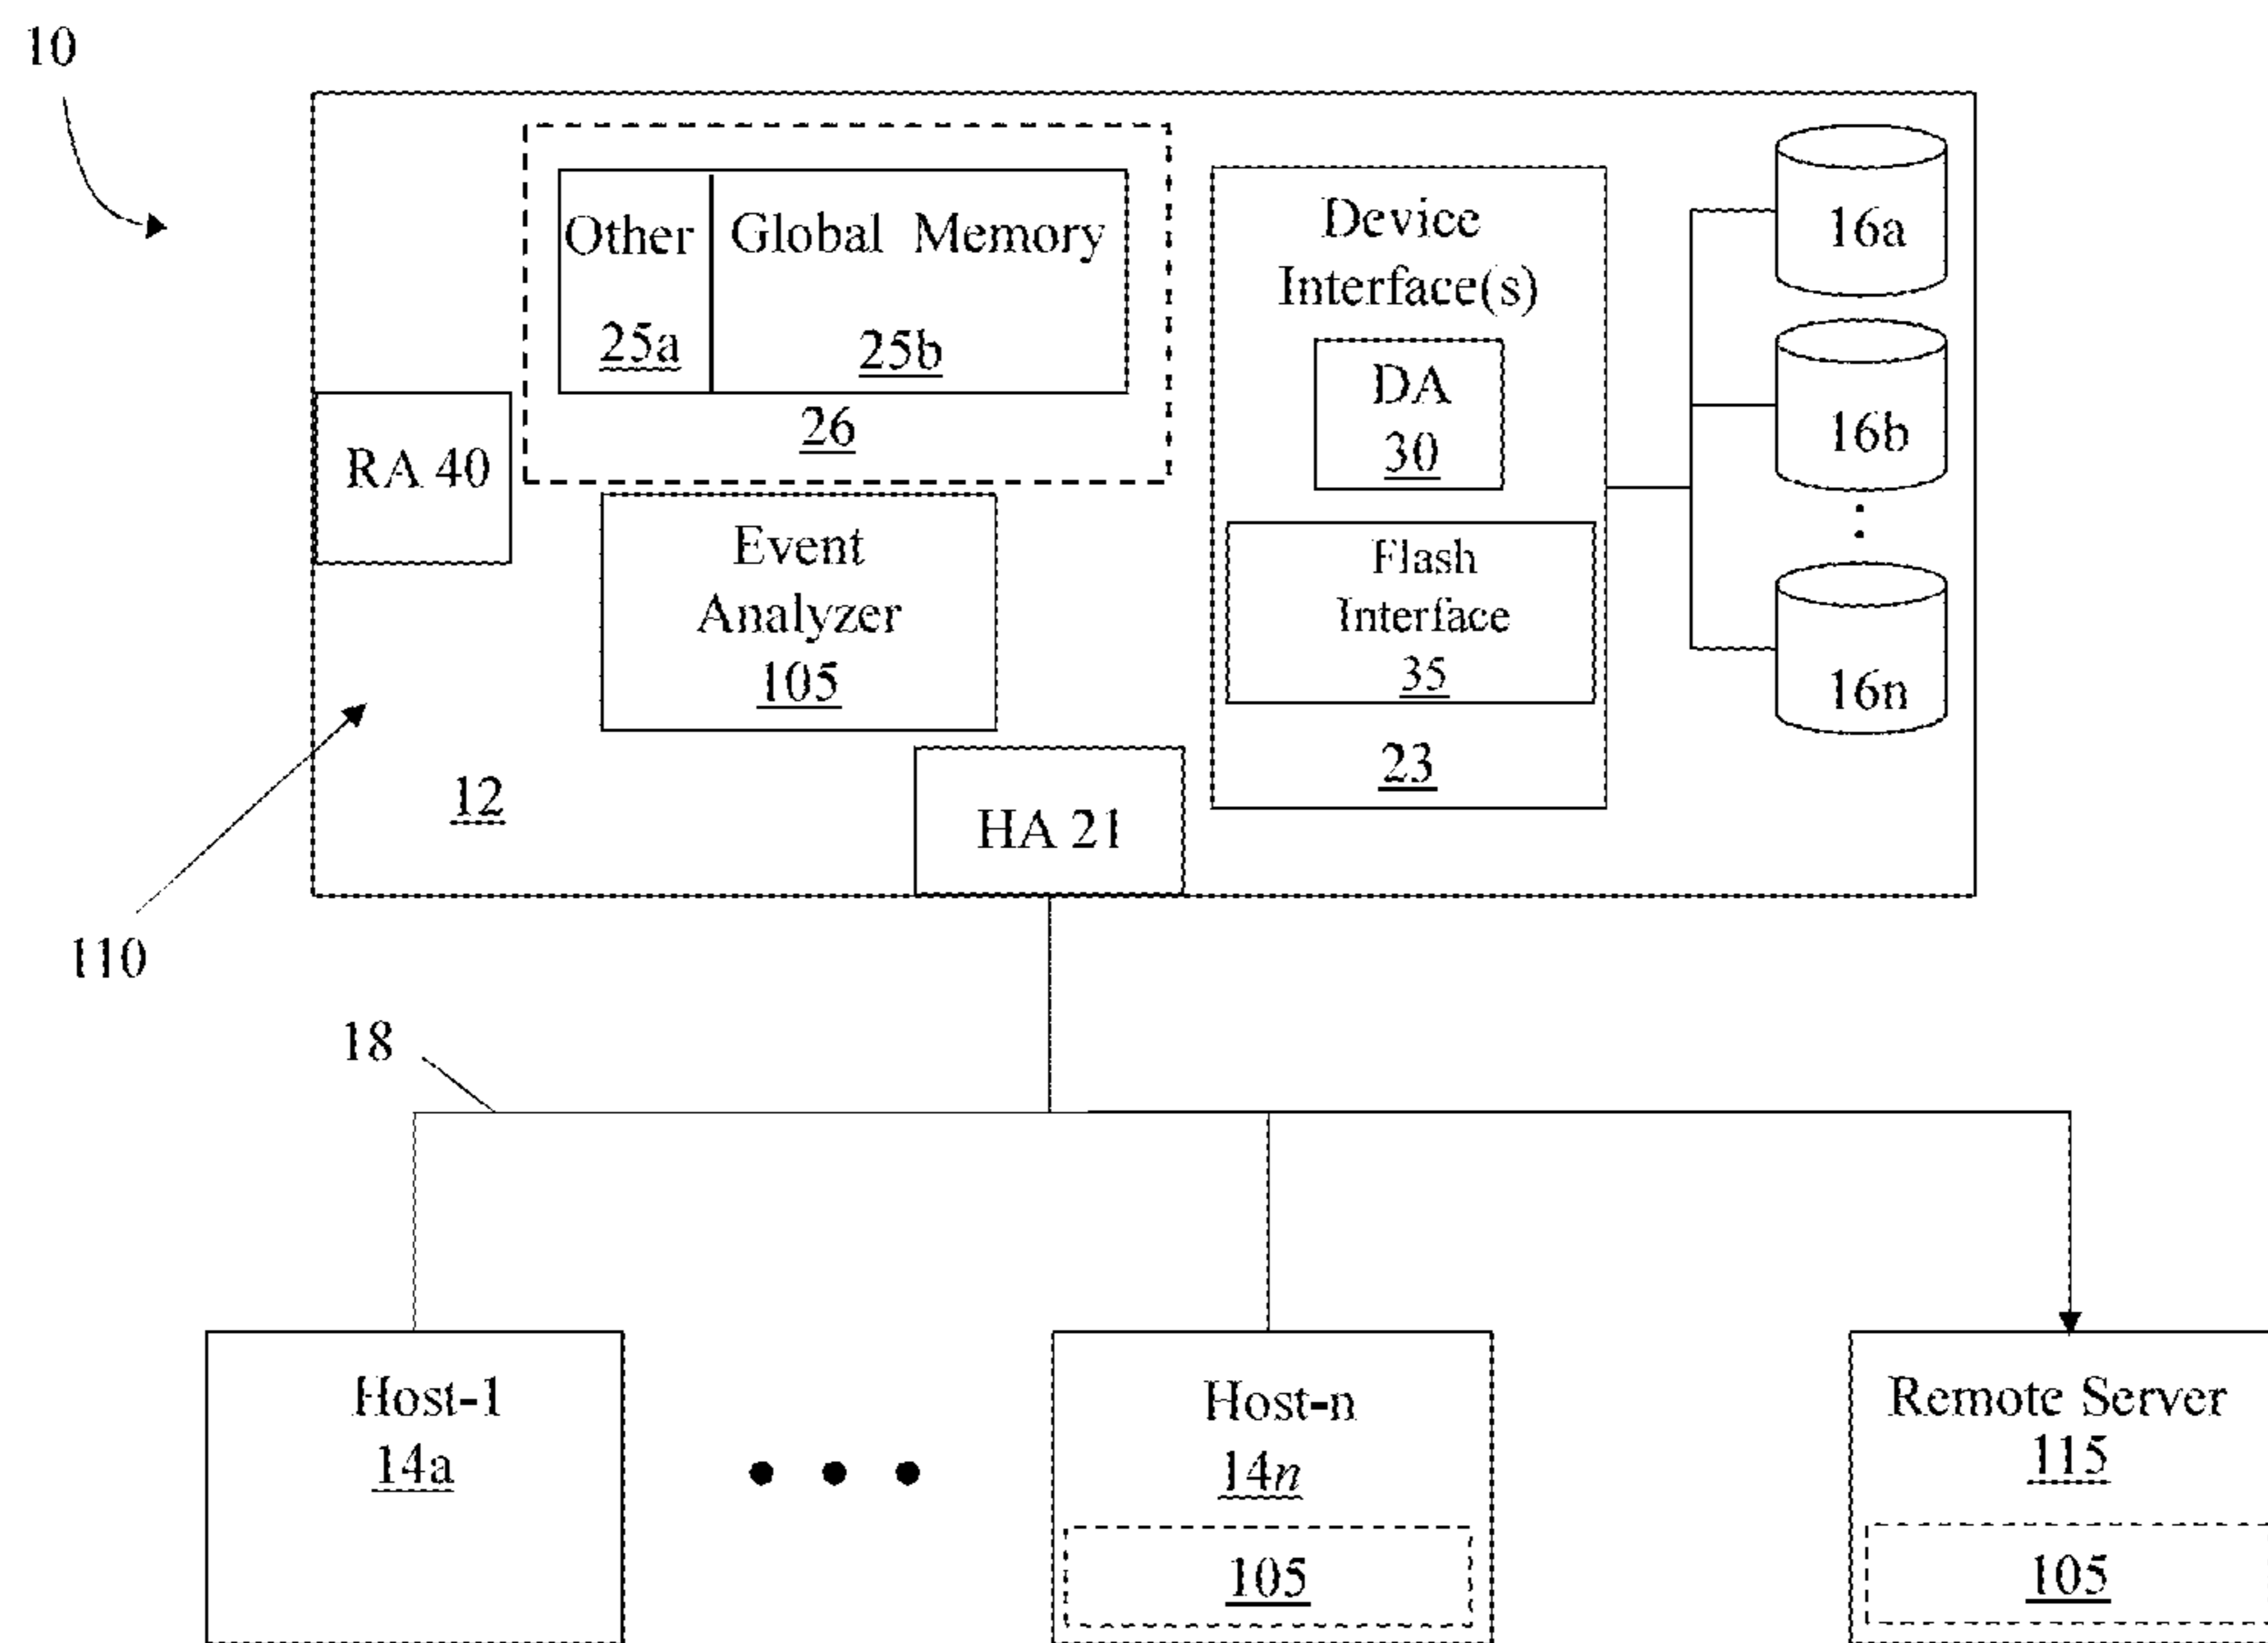 10
Other
25a
Global Memory
25b
26
RA 40
Event
Analyzer
105
Device
Interface(s)
DA
30
Flash
Interface
35
23
16a
16b
16n
12
HA 21
110
18
Host-1
14a
Host-n
14n
105
Remote Server
115
105